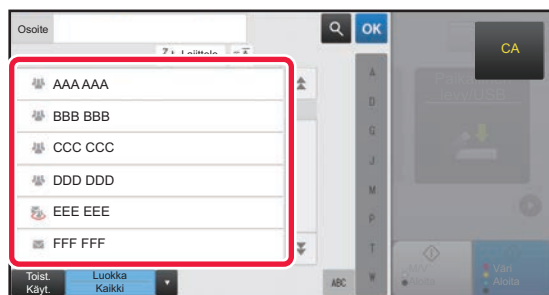 Osoite
OK
CA
Lajittele
AAA AAA
BBB BBB
CCC CCC
DDD DDD
EEE EEE
FFF FFF
A
D
G
J
M
P
T
W
ABC
Toist. Käyt.
Luokka
Kaikki
Väri
Aloita